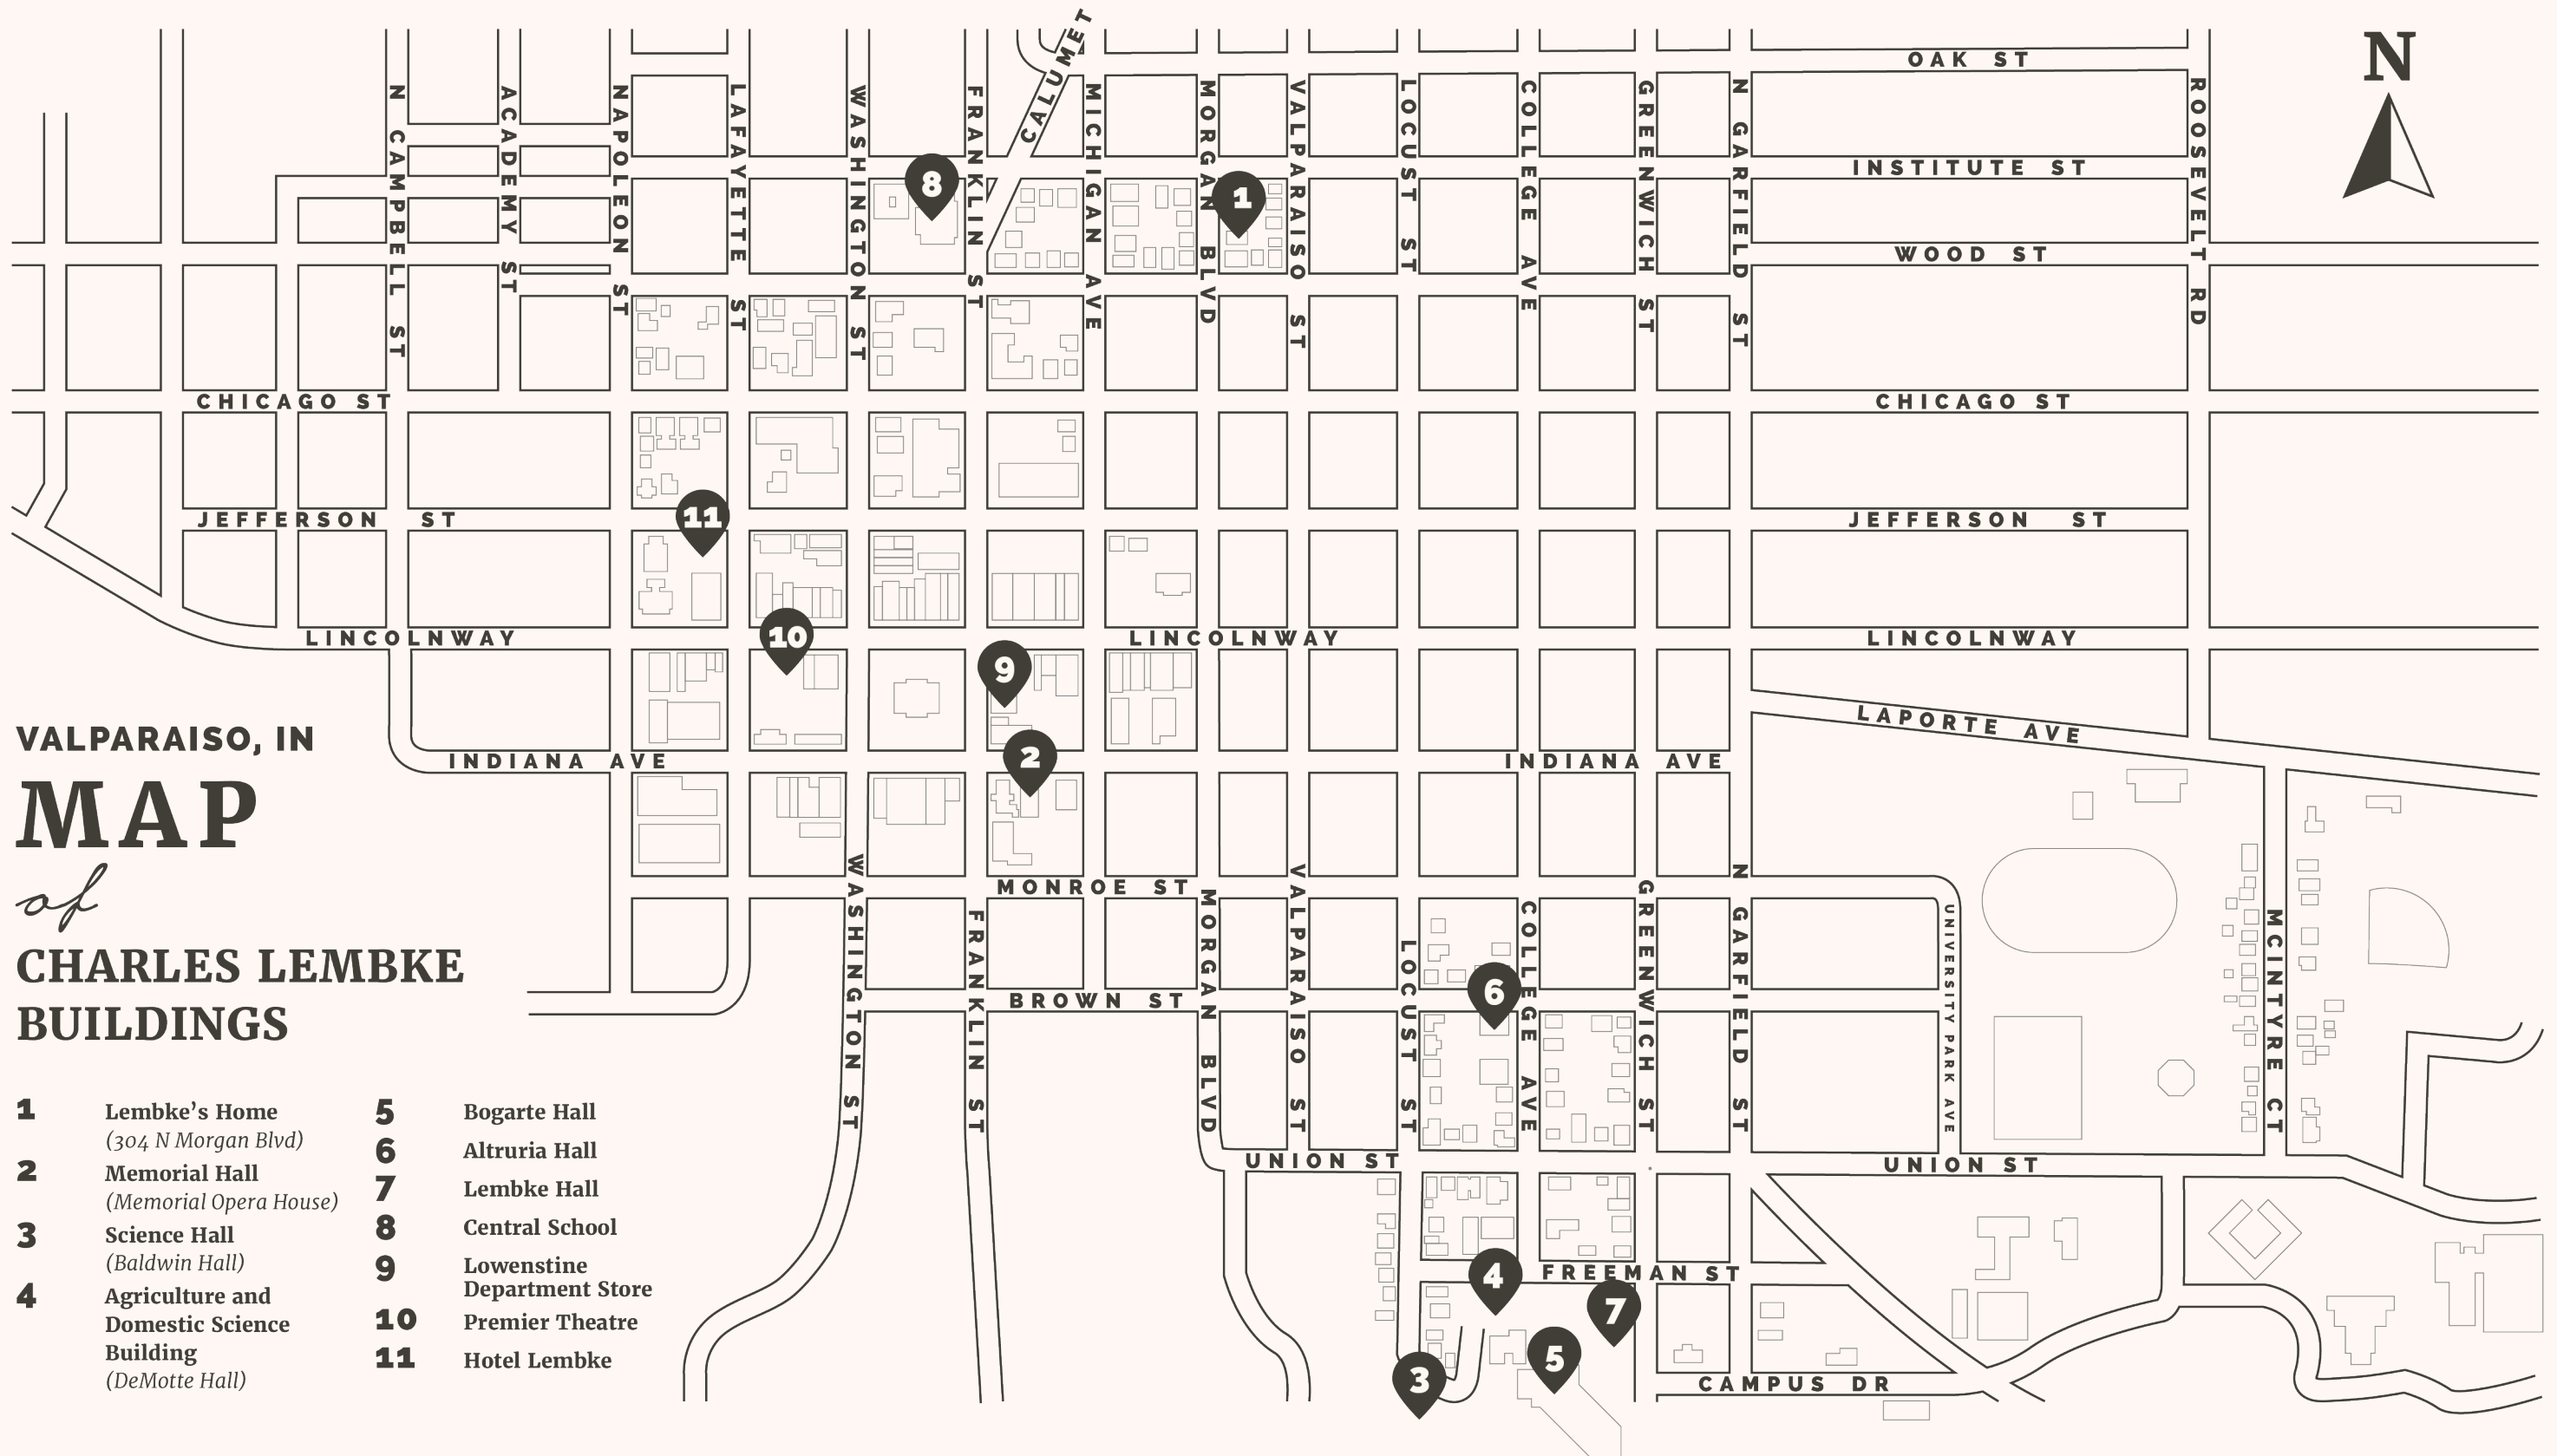 CALUMET
N
OAK ST
N CAMPBELL ST
ACADEMY ST
NAPOLEON ST
LAFAYETTE ST
WASHINGTON ST
FRANKLIN ST
MICHIGAN AVE
MORGAN BLVD
VALPARAISO ST
LOCUST ST
COLLEGE AVE
GREENWICH ST
N GARFIELD ST
ROOSEVELT RD
INSTITUTE ST
8
1
WOOD ST
CHICAGO ST
CHICAGO ST
11
JEFFERSON ST
JEFFERSON ST
10
LINCOLNWAY
LINCOLNWAY
LINCOLNWAY
9
LAPORTE AVE
2
INDIANA AVE
INDIANA AVE
WASHINGTON ST
MONROE ST
FRANKLIN ST
MORGAN BLVD
VALPARAISO ST
LOCUST ST
COLLEGE AVE
GREENWICH ST
N GARFIELD ST
UNIVERSITY PARK AVE
MCINTYRE CT
6
BROWN ST
UNION ST
UNION ST
4
FREEMAN ST
7
5
3
CAMPUS DR
VALPARAISO, IN
MAP
of
CHARLES LEMBKE
BUILDINGS
1 Lembke’s Home
(304 N Morgan Blvd)
2 Memorial Hall
(Memorial Opera House)
3 Science Hall
(Baldwin Hall)
4 Agriculture and
Domestic Science
Building
(DeMotte Hall)
5 Bogarte Hall
6 Altruria Hall
7 Lembke Hall
8 Central School
9 Lowenstine
Department Store
10 Premier Theatre
11 Hotel Lembke